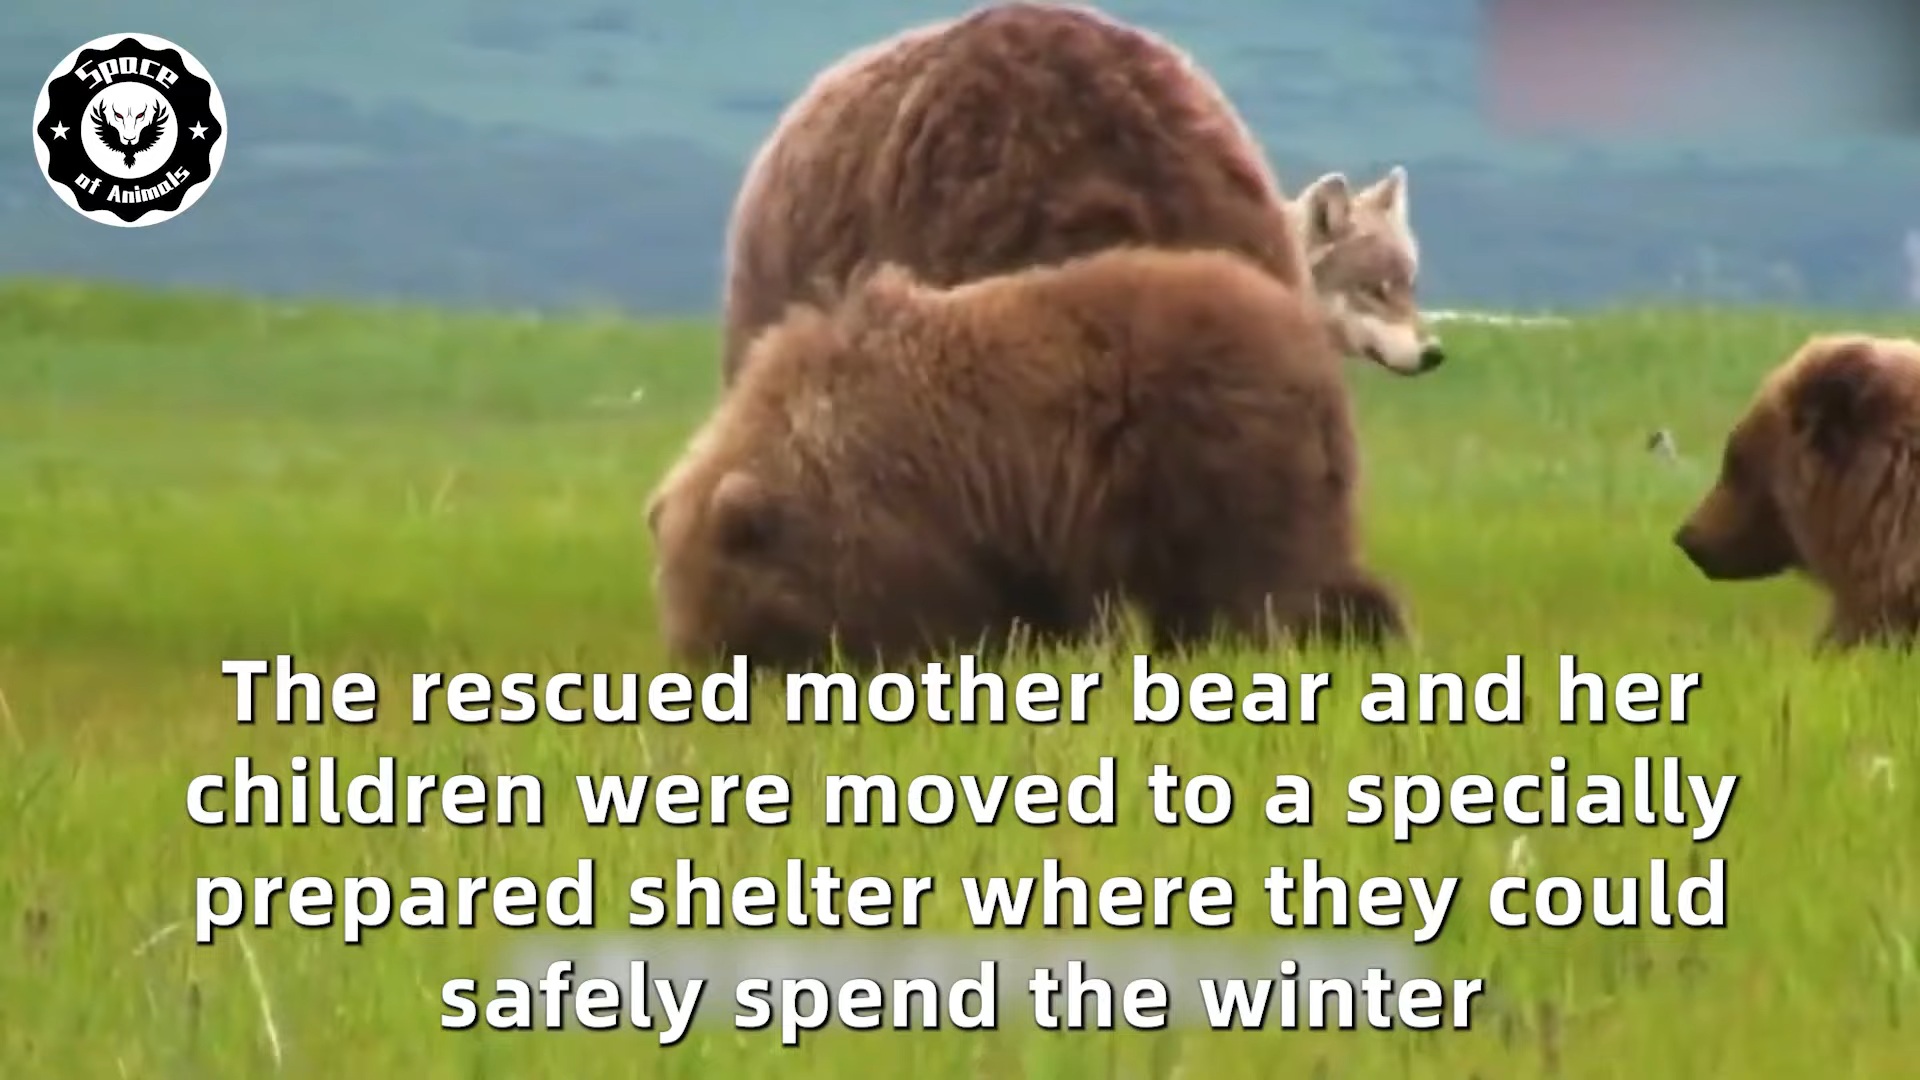 Space
of Animals
The rescued mother bear and her
children were moved to a specially
prepared shelter where they could
safely spend the winter